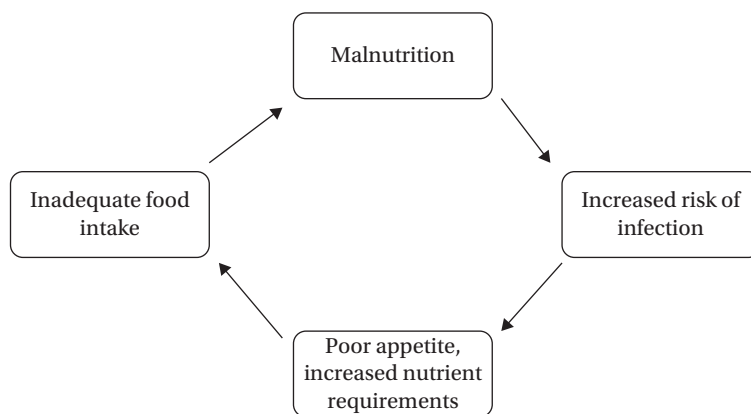 Malnutrition
Inadequate food
intake
Increased risk of
infection
Poor appetite,
increased nutrient
requirements